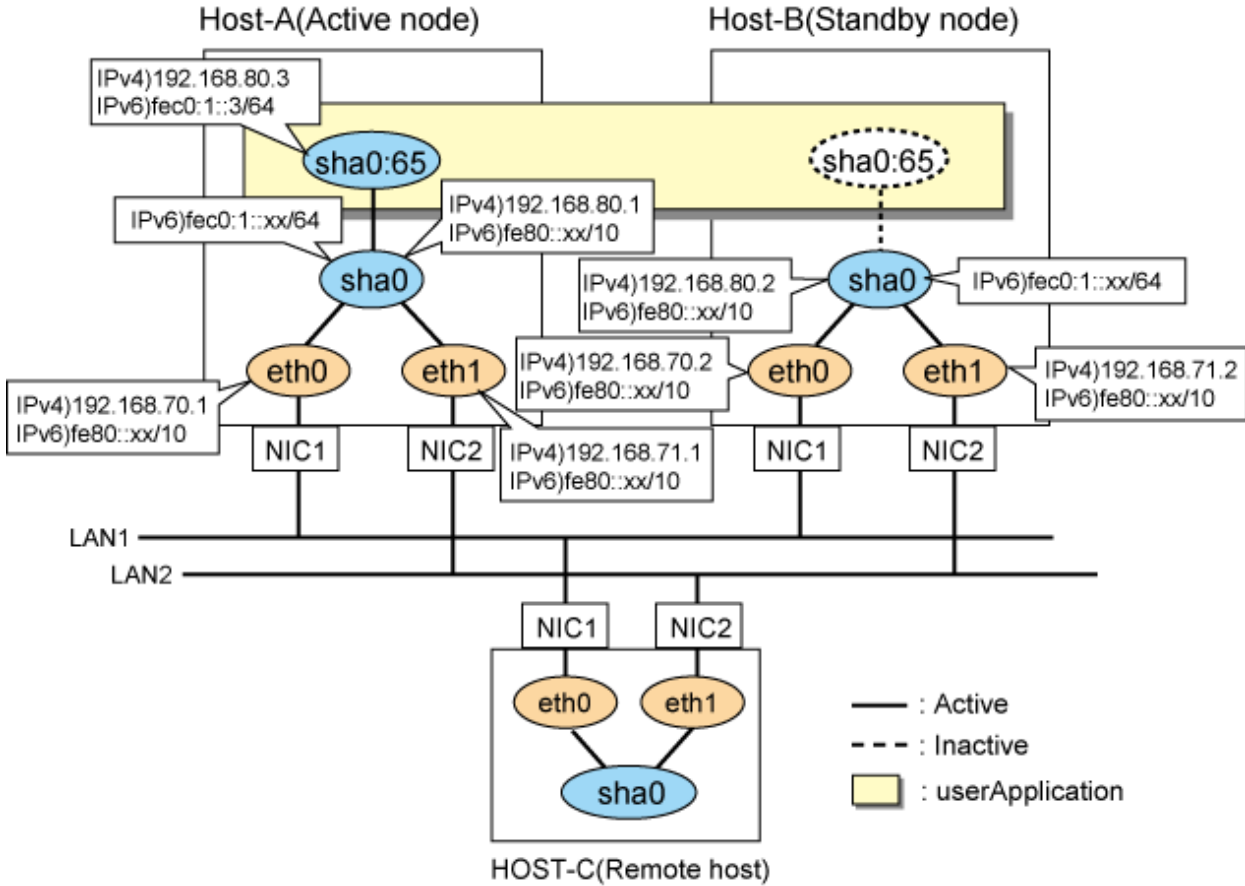 Host-A(Active node)
Host-B(Standby node)
IPv4)192.168.80.3
IPv6)fec0:1::3/64
sha0:65
sha0:65
IPv6)fec0:1::xx/64
IPv4)192.168.80.1
IPv6)fe80::xx/10
sha0
IPv4)192.168.80.2
IPv6)fe80::xx/10
sha0
IPv6)fec0:1::xx/64
eth0
eth1
IPv4)192.168.70.2
IPv6)fe80::xx/10
eth0
eth1
IPv4)192.168.71.2
IPv6)fe80::xx/10
IPv4)192.168.70.1
IPv6)fe80::xx/10
NIC1
NIC2
IPv4)192.168.71.1
IPv6)fe80::xx/10
NIC1
NIC2
LAN1
LAN2
NIC1
NIC2
eth0
eth1
sha0
HOST-C(Remote host)
: Active
: Inactive
: userApplication